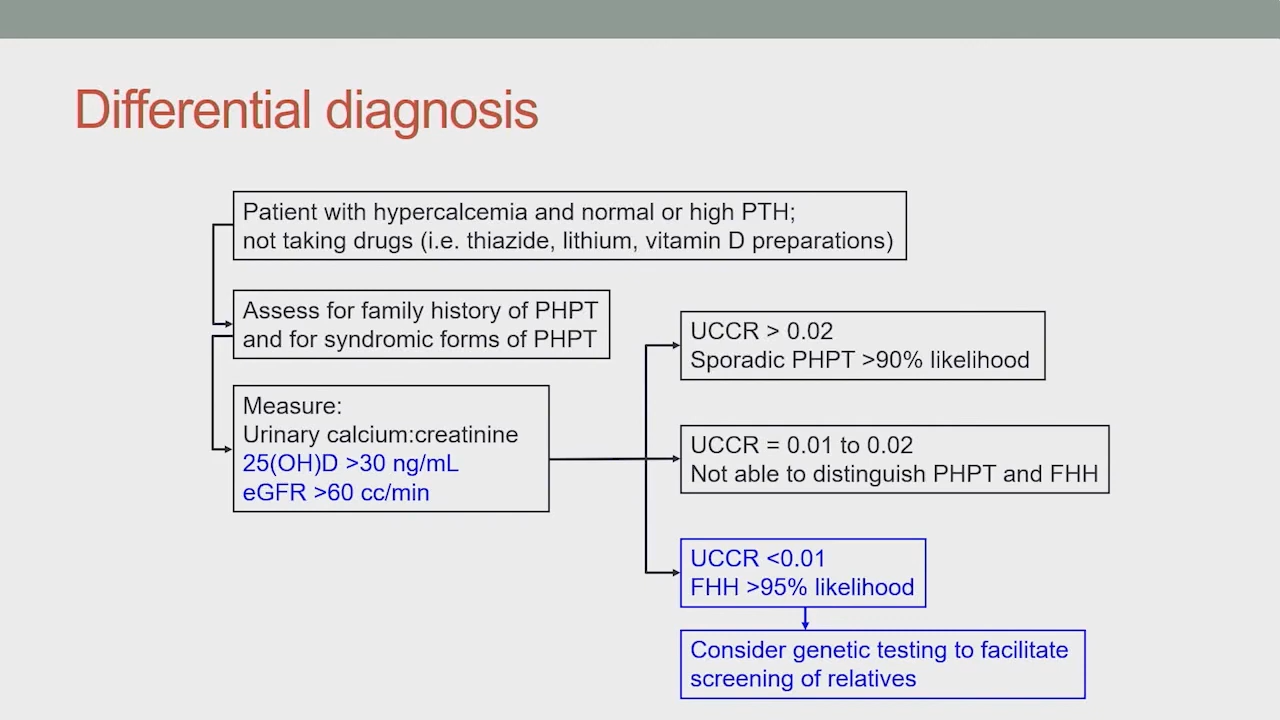 Differential diagnosis
Patient with hypercalcemia and normal or high PTH;
not taking drugs (i.e. thiazide, lithium, vitamin D preparations)
Assess for family history of PHPT
and for syndromic forms of PHPT
Measure:
Urinary calcium:creatinine
25(OH)D >30 ng/mL
eGFR >60 cc/min
UCCR > 0.02
Sporadic PHPT >90% likelihood
UCCR = 0.01 to 0.02
Not able to distinguish PHPT and FHH
UCCR <0.01
FHH >95% likelihood
Consider genetic testing to facilitate
screening of relatives